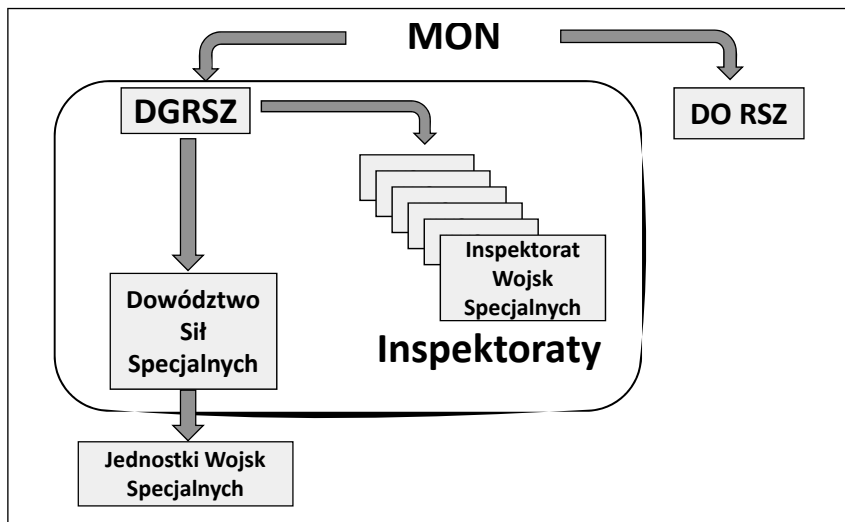 MON
DGRSZ
DO RSZ
Inspektorat
Wojsk
Specjalnych
Inspektoraty
Dowództwo
Sił
Specjalnych
Jednostki Wojsk
Specjalnych